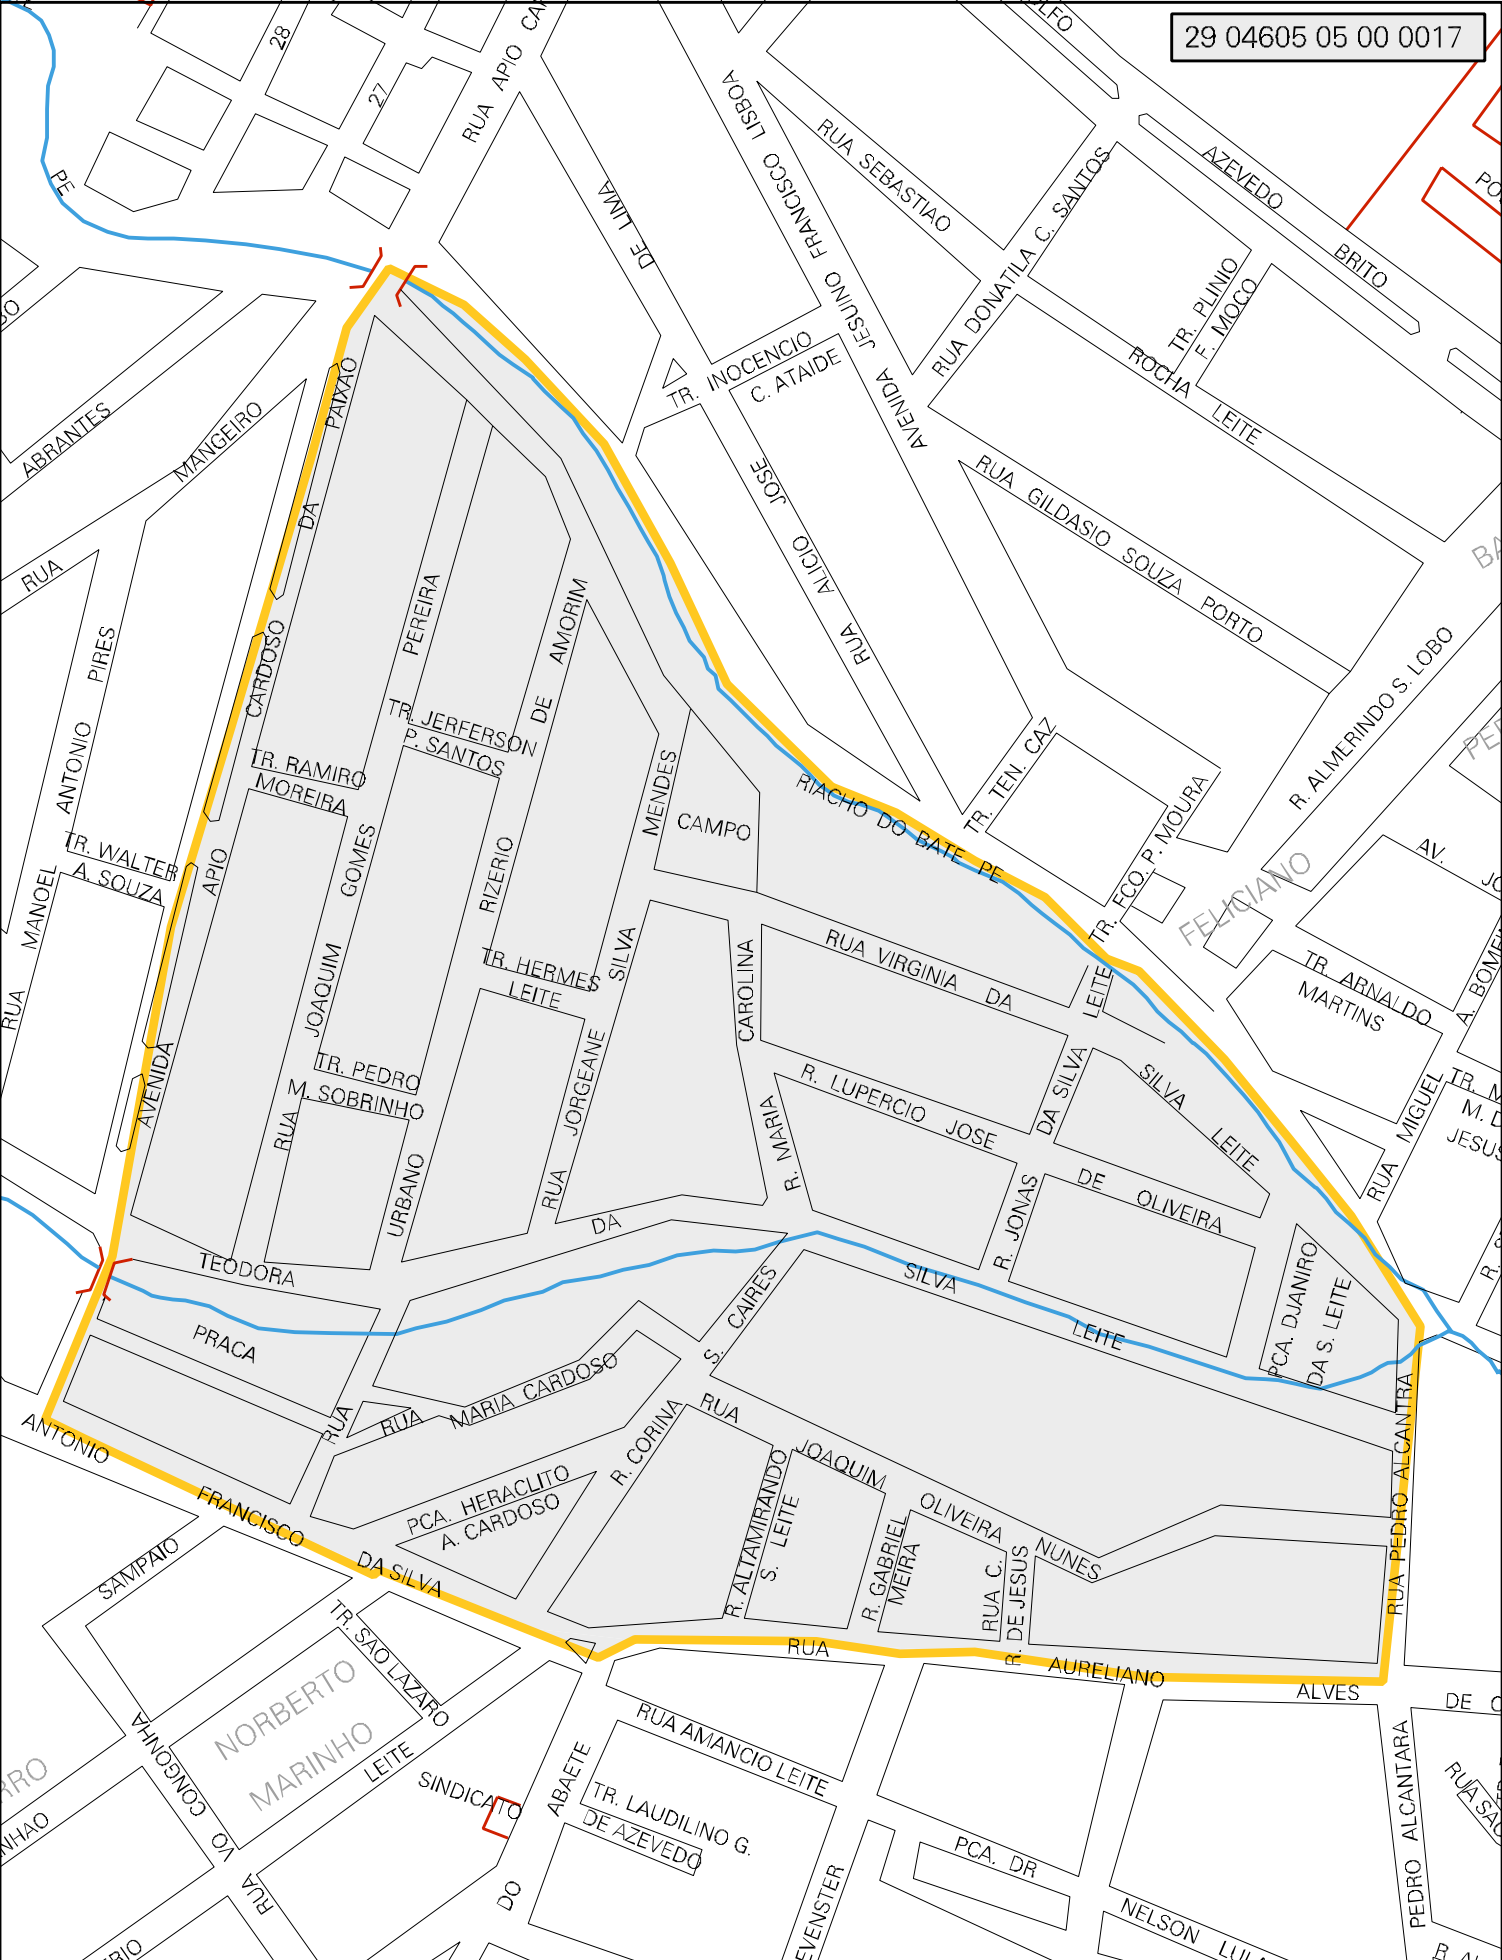 29 04605 05 00 0017
28
27
RUA APIO
PE
AZEVEDO
BRITO
RUA SEBASTIAO
AVENIDA JESUINO FRANCISCO LISBOA
DE LIMA
RUA DONATILA C. SANTOS
TR. PLINIO
F. MOCO
ROCHA LEITE
TR. INOCENCIO
C. ATAIDE
ABRANTES
MANGEIRO
RUA
RUA ALICIO JOSE
RUA GILDASIO SOUZA PORTO
AVENIDA APIO CARDOSO DA PAIXAO
RUA MANOEL ANTONIO PIRES
RUA JOAQUIM GOMES PEREIRA
URBANO RIZERIO DE AMORIM
TR. JERFERSON
P. SANTOS
TR. RAMIRO
MOREIRA
TR. WALTER
A. SOUZA
RUA JORGEANE SILVA MENDES
CAMPO
RIACHO DO BATE PE
TR. TEN. CAZ
TR. FCO. P. MOURA
R. ALMERINDO S. LOBO
FELICIANO
AV.
TR. ARNALDO
MARTINS
RUA MIGUEL
JESUS
TR. HERMES
LEITE
R. MARIA CAROLINA
RUA VIRGINIA DA
SILVA
LEITE
R. LUPERCIO JOSE
DE OLIVEIRA
R. JONAS DA SILVA LEITE
TR. PEDRO
M. SOBRINHO
TEODORA
DA
SILVA
LEITE
PRACA
PCA. DJANIRO
DA S. LEITE
S. CAIRES
R. CORINA
RUA
RUA MARIA CARDOSO
PCA. HERACLITO
A. CARDOSO
RUA JOAQUIM
OLIVEIRA
NUNES
R. ALTAMIRANDO
S. LEITE
R. GABRIEL
MEIRA
RUA C.
R. DE JESUS
RUA PEDRO ALCANTRA
ANTONIO
FRANCISCO
DA SILVA
RUA
AURELIANO
ALVES
SAMPAIO
TR. SAO LAZARO
NORBERTO
MARINHO
LEITE
VO CONGONHA
RUA
SINDICATO
DO ABAETE
RUA AMANCIO LEITE
TR. LAUDILINO G.
DE AZEVEDO
PCA. DR
NELSON
PEDRO ALCANTARA